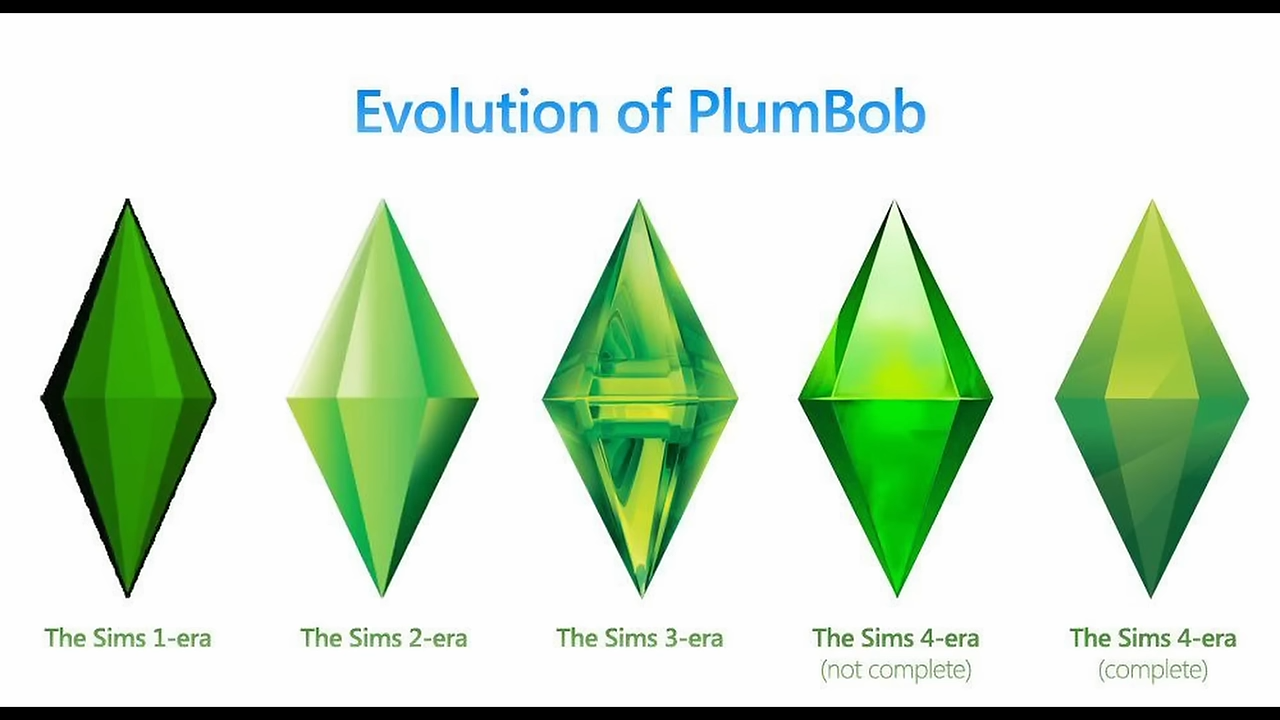 Evolution of PlumBob
The Sims 1-era
The Sims 2-era
The Sims 3-era
The Sims 4-era
(not complete)
The Sims 4-era
(complete)